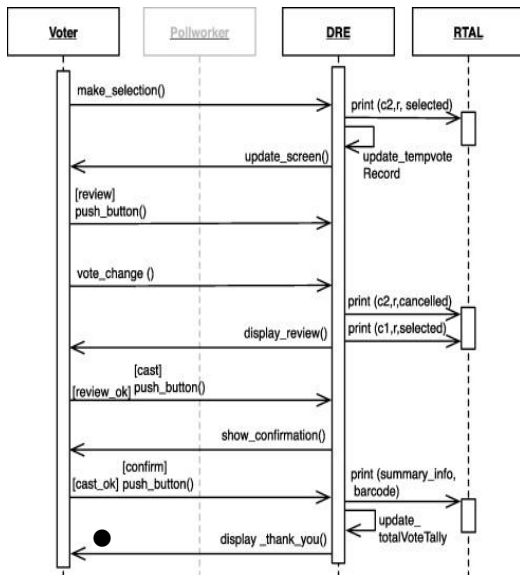 Voter
Pollworker
DRE
RTAL
make_selection()
print (c2,r, selected)
update_screen()
update_tempvote
Record
[review]
push_button()
vote_change ()
print (c2,r,cancelled)
display_review()
print (c1,r,selected)
[cast]
[review_ok] push_button()
show_confirmation()
[confirm]
[cast_ok] push_button()
print (summary_info,
barcode)
update_
totalVoteTally
display _thank_you()